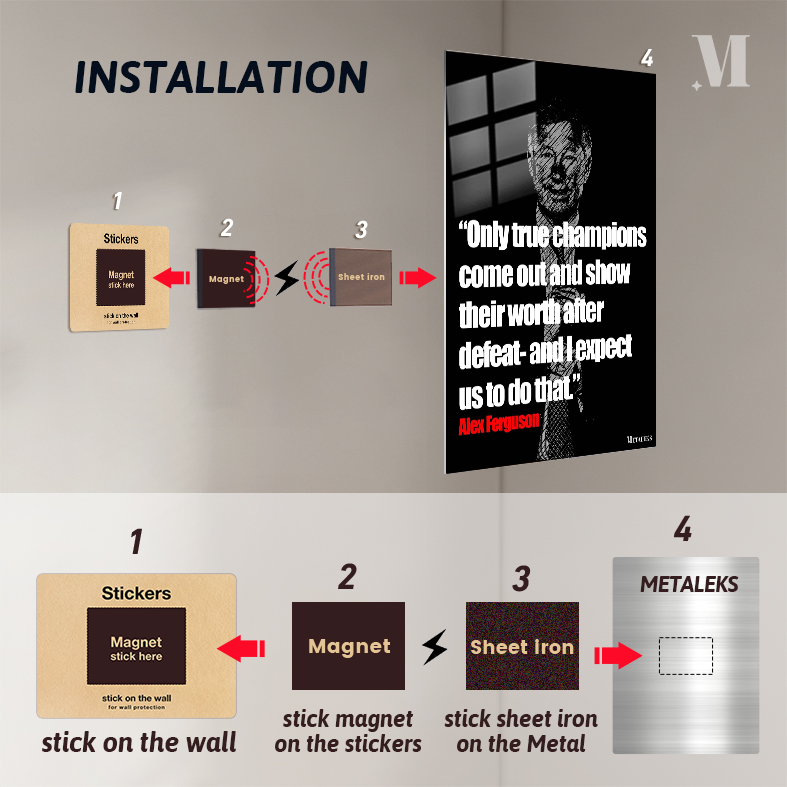 INSTALLATION
M
4
1
2
3
Stickers
Magnet
stick here
stick on the wall
for wall protection
Magnet
Sheet iron
“Only true champions
come out and show
their worth after
defeat- and I expect
us to do that.”
Alex Ferguson
METALEKS
1
2
3
4
Stickers
Magnet
stick here
stick on the wall
for wall protection
Magnet
Sheet iron
METALEKS
stick on the wall
stick magnet
on the stickers
stick sheet iron
on the Metal